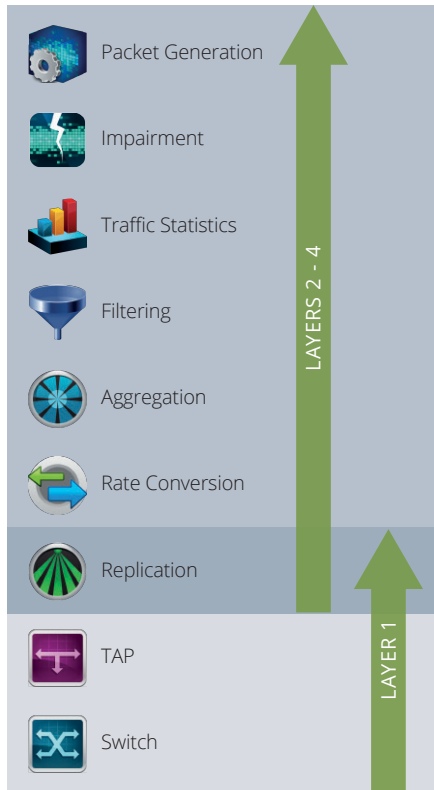 Packet Generation
Impairment
Traffic Statistics
Filtering
Aggregation
Rate Conversion
Replication
TAP
Switch
LAYERS 2 - 4
LAYER 1